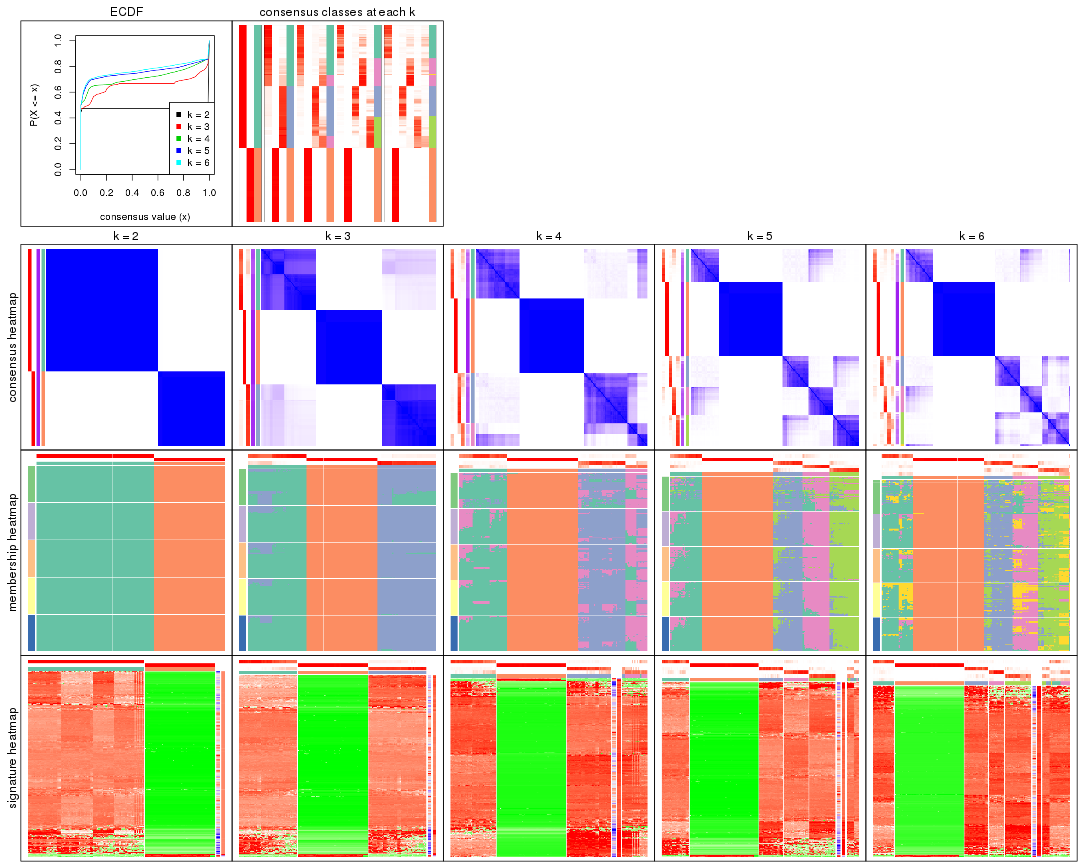 ECDF
consensus classes at each k
P(X <= x)
1.0
0.8
0.6
0.4
0.2
0.0
k = 2
k = 3
k = 4
k = 5
k = 6
0.0 0.2 0.4 0.6 0.8 1.0
consensus value (x)
k = 2 k = 3 k = 4 k = 5 k = 6
consensus heatmap
membership heatmap
signature heatmap